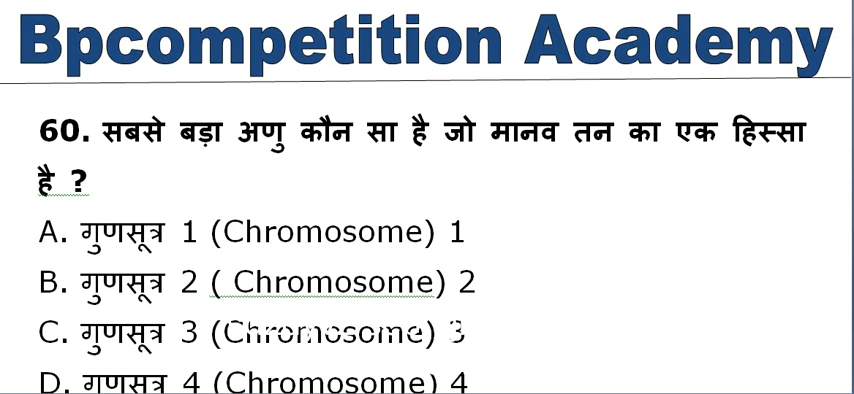 Bpcompetition Academy
60. सबसे बड़ा अणु कौन सा है जो मानव तन का एक हिस्सा
है ?
A. गुणसूत्र 1 (Chromosome) 1
B. गुणसूत्र 2 ( Chromosome) 2
C. गुणसूत्र 3 (Chromosome) 3
D. गुणसूत्र 4 (Chromosome) 4